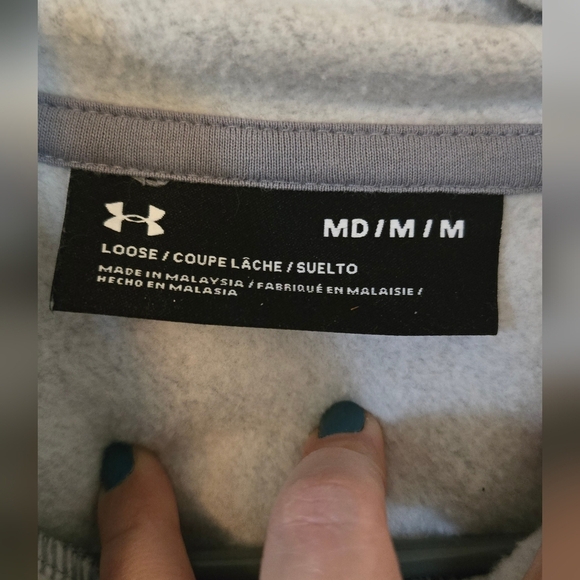 MD/M/M
LOOSE / COUPE LÂCHE / SUELTO
MADE IN MALAYSIA / FABRIQUÉ EN MALAISIE /
HECHO EN MALASIA